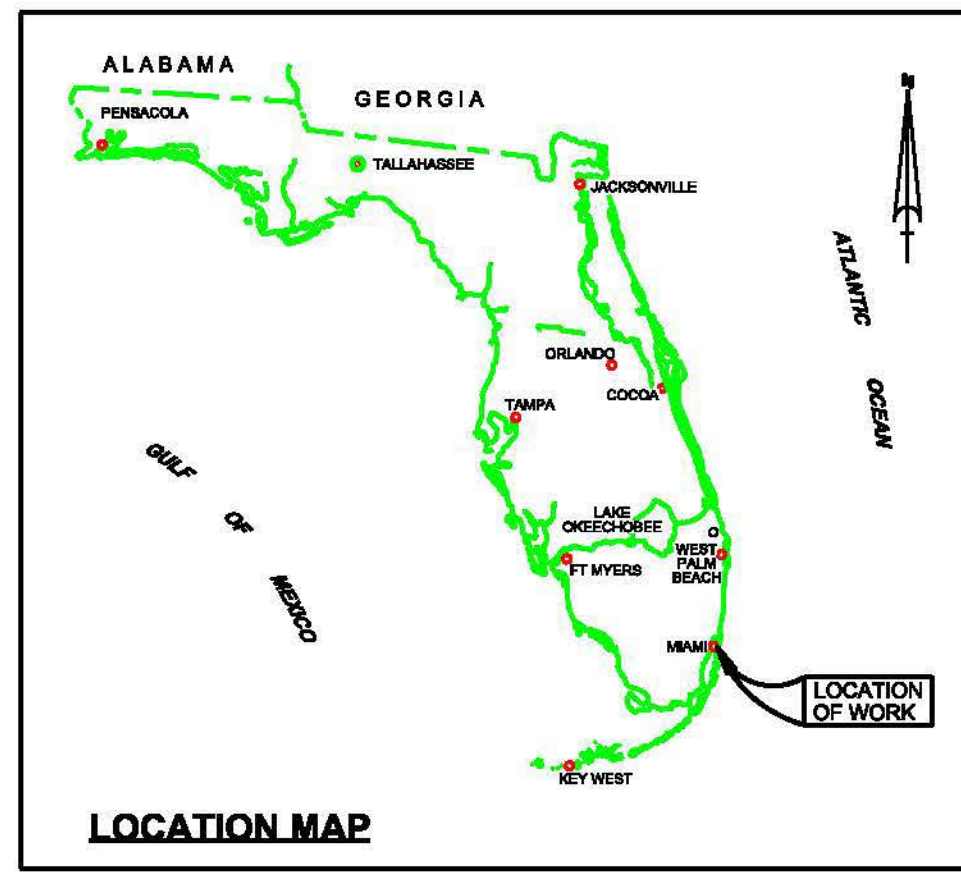 ALABAMA
GEORGIA
N
PENSACOLA
TALLAHASSEE
JACKSONVILLE
ATLANTIC
OCEAN
ORLANDO
COCOA
TAMPA
GULF
OF
MEXICO
LAKE
OKEECHOBEE
WEST
PALM
BEACH
FT MYERS
MIAMI
LOCATION
OF WORK
KEY WEST
LOCATION MAP